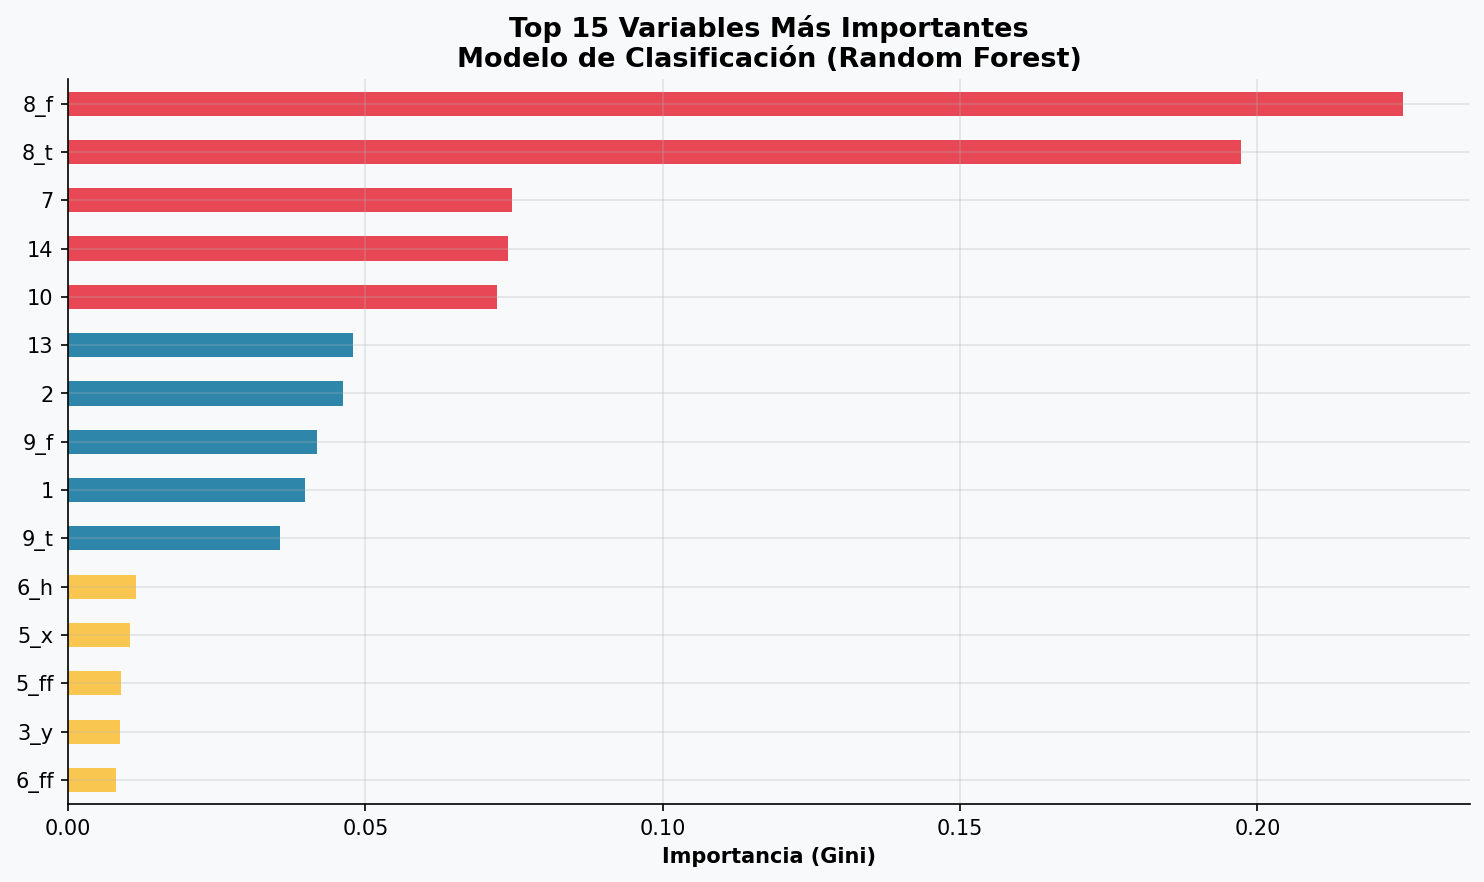 Top 15 Variables Más Importantes
Modelo de Clasificación (Random Forest)
8_f
8_t
7
14
10
13
2
9_f
1
9_t
6_h
5_x
5_ff
3_y
6_ff
0.00 0.05 0.10 0.15 0.20
Importancia (Gini)